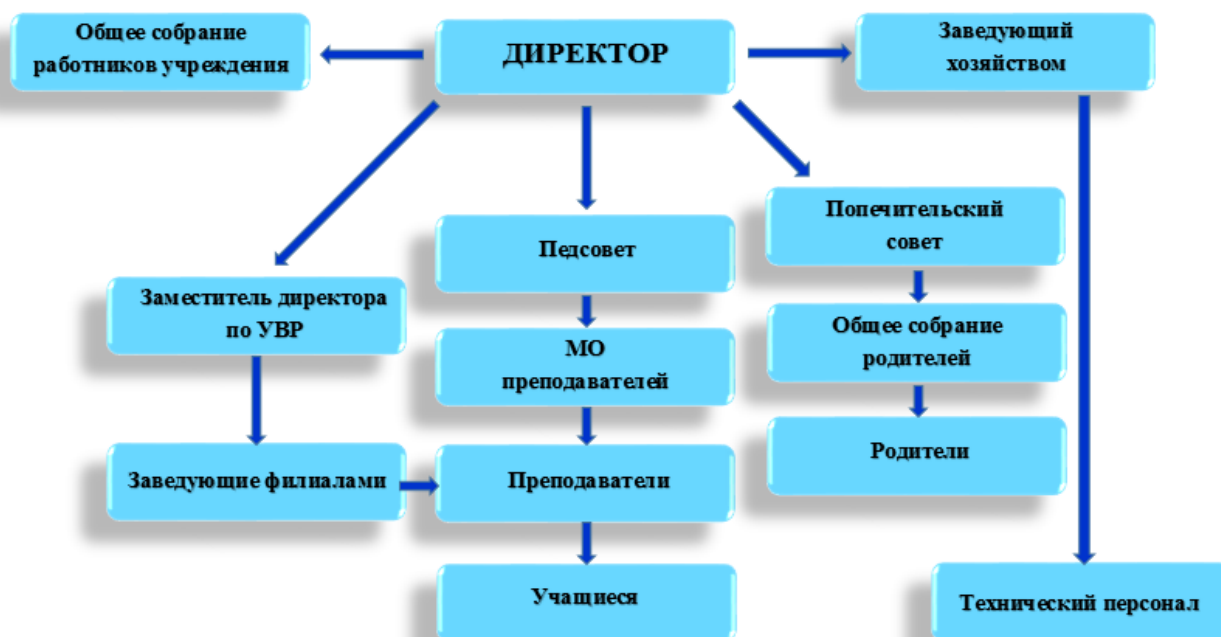 Общее собрание
работников учреждения
ДИРЕКТОР
Заведующий
хозяйством
Попечительский
совет
Педсовет
Заместитель директора
по УВР
Общее собрание
родителей
МО
преподавателей
Родители
Заведующие филиалами
Преподаватели
Учащиеся
Технический персонал